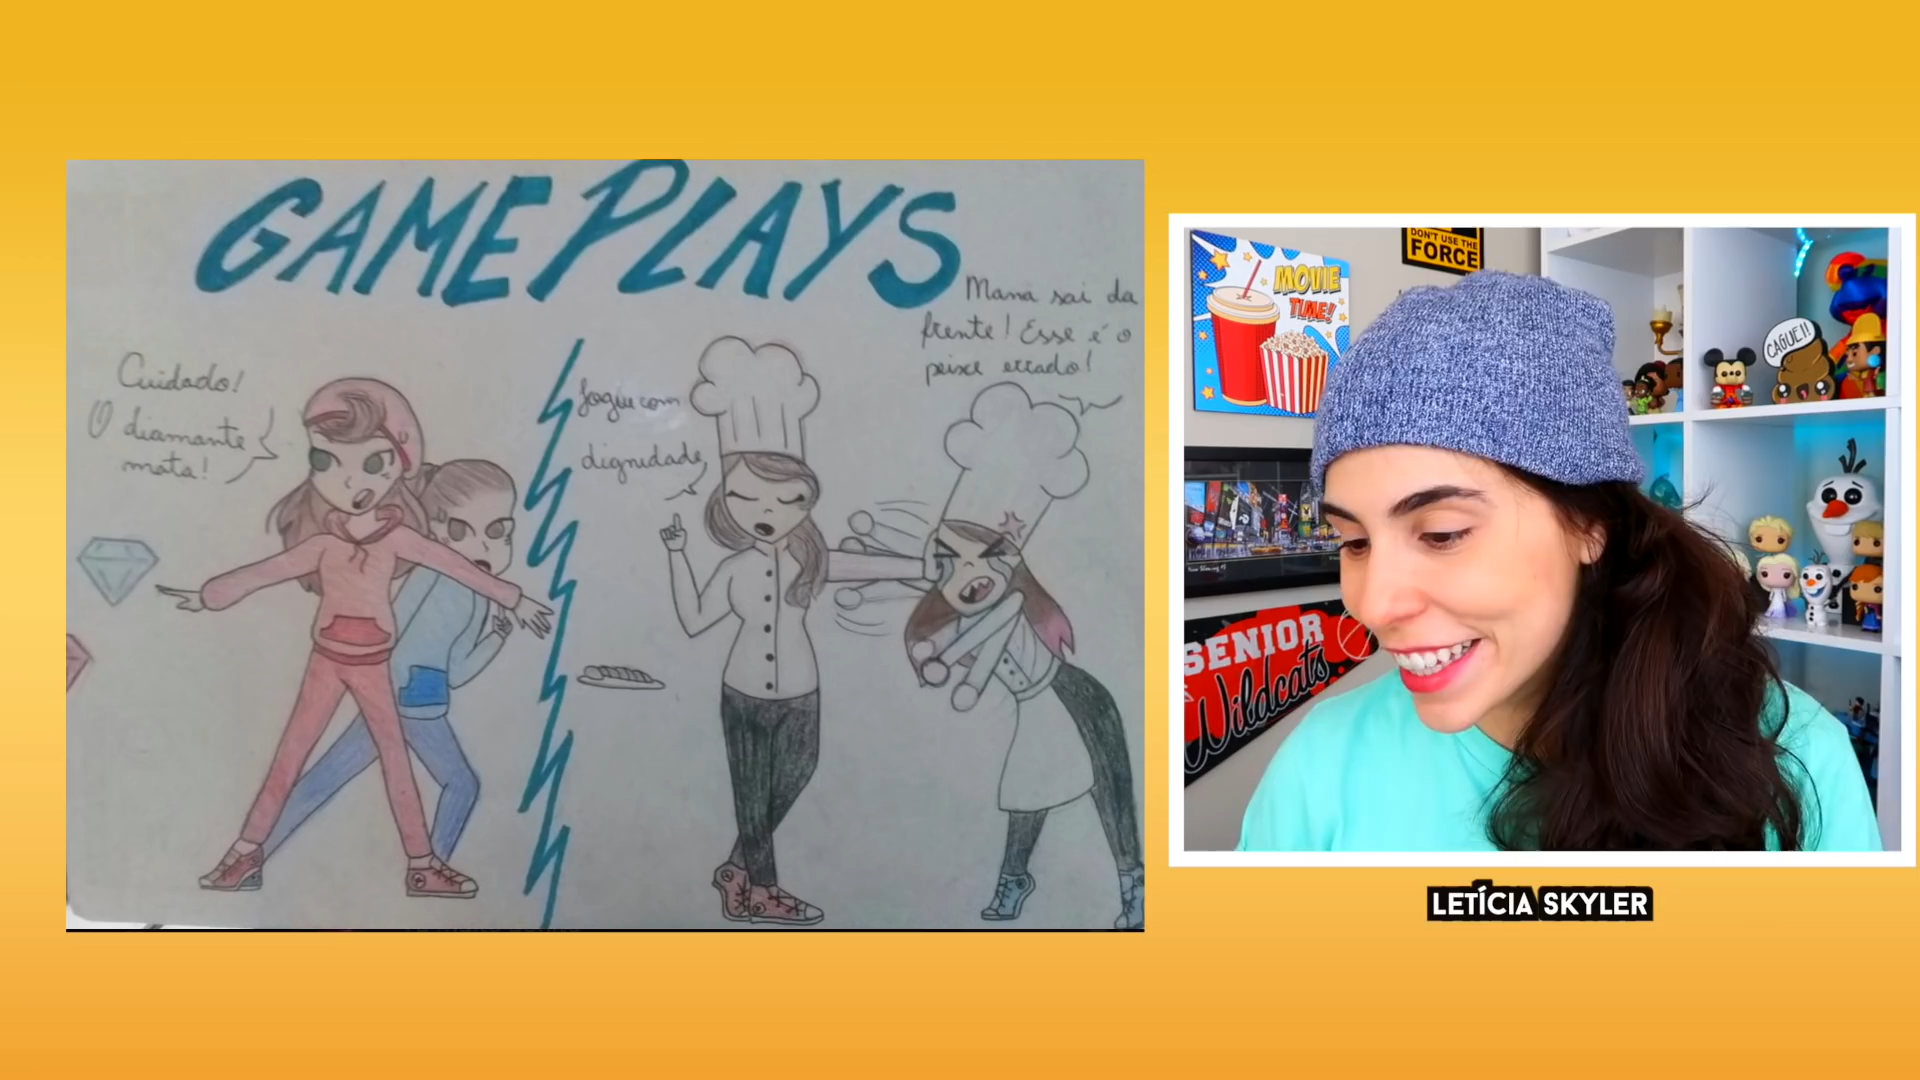 GAMEPLAYS
Cuidado!
O diamante
mata!
Jogue com
dignidade
Mana sai da
frente! Esse é o
peixe errado!
MOVIE
TIME!
DON'T USE THE
FORCE
CAGUEI!
SENIOR
Wildcats
LETÍCIA SKYLER